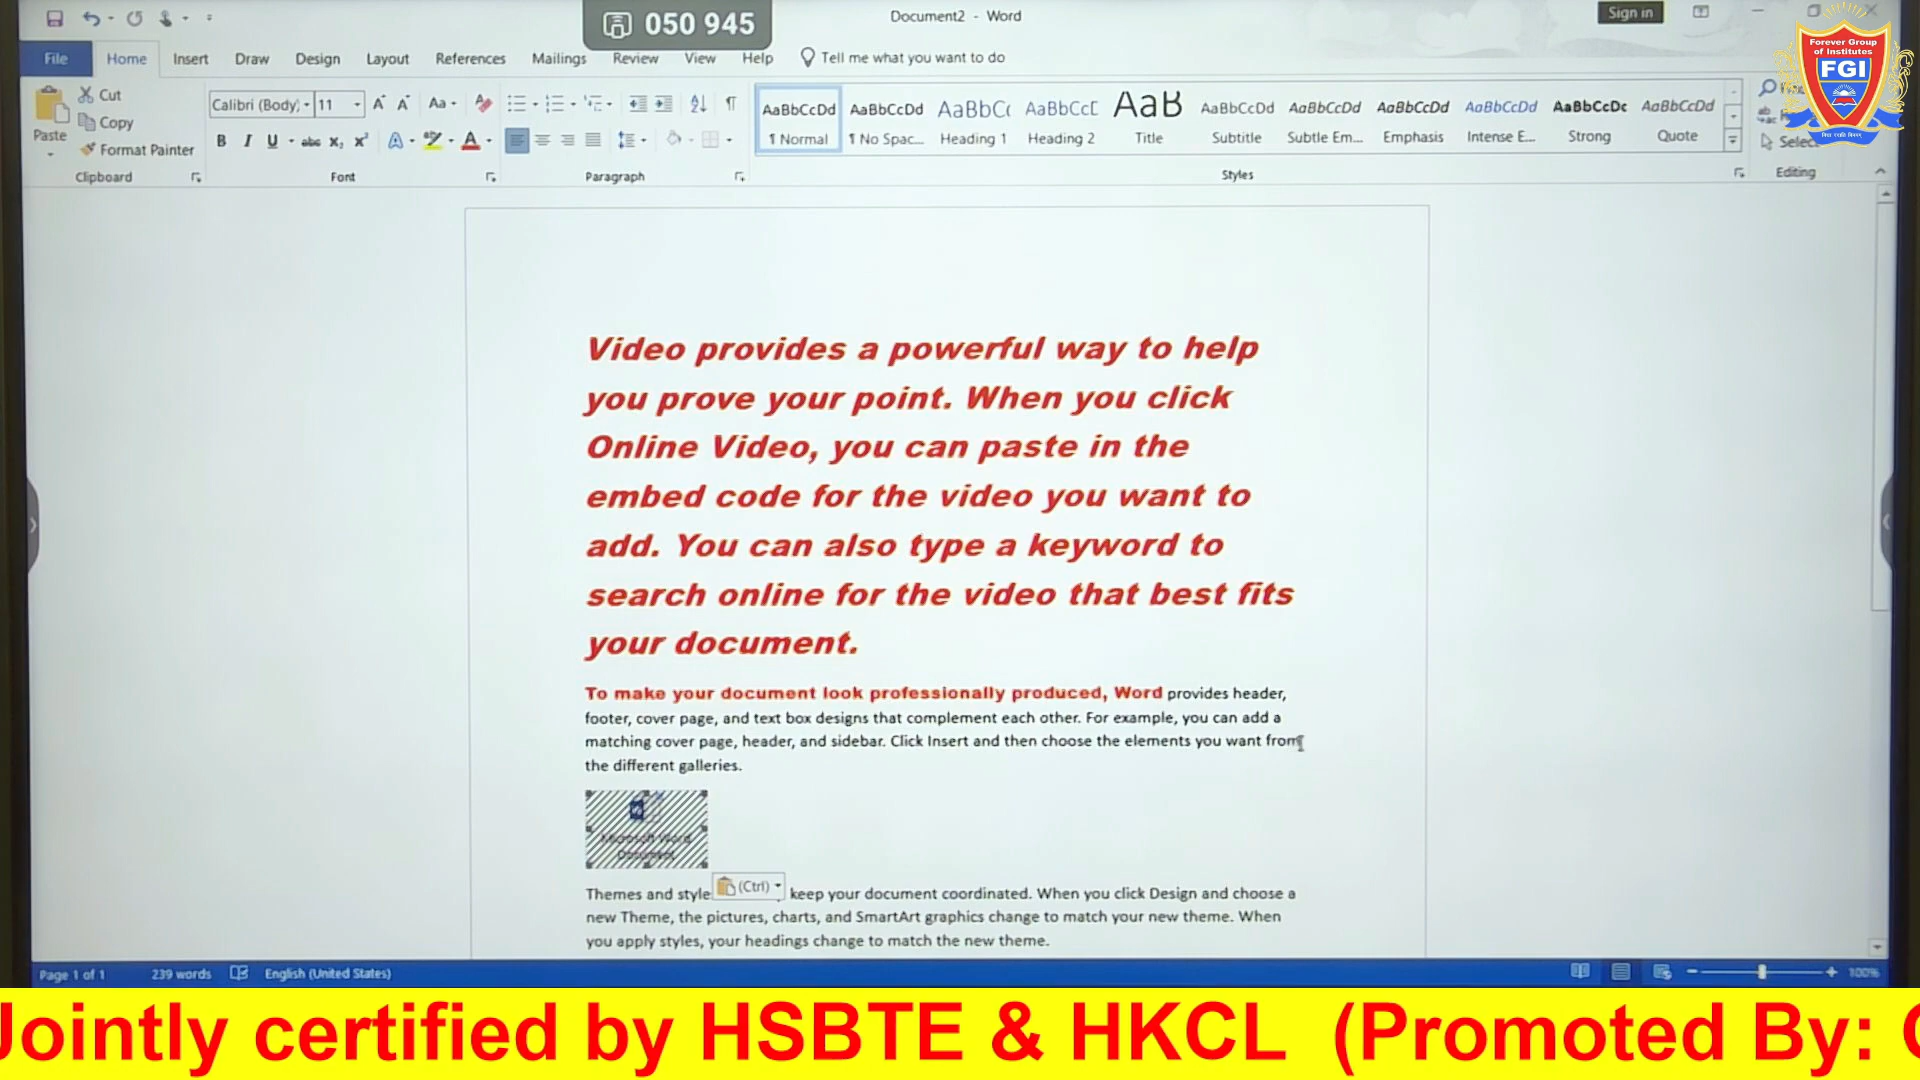 050 945
Document2 - Word
Sign in
File Home Insert Draw Design Layout References Mailings Review View Help Tell me what you want to do
Paste
Cut
Copy
Format Painter
Clipboard
Calibri (Body) 11
Font
Paragraph
AaBbCcDd AaBbCcDd AaBbC( AaBbCcC AaB AaBbCcDd AaBbCcDd AaBbCcDd AaBbCcDd AaBbCcDc AaBbCcDd
¶ Normal ¶ No Spac... Heading 1 Heading 2 Title Subtitle Subtle Em... Emphasis Intense E... Strong Quote
Styles
Select
Editing
Forever Group
of Institutes
FGI
Video provides a powerful way to help
you prove your point. When you click
Online Video, you can paste in the
embed code for the video you want to
add. You can also type a keyword to
search online for the video that best fits
your document.
To make your document look professionally produced, Word provides header,
footer, cover page, and text box designs that complement each other. For example, you can add a
matching cover page, header, and sidebar. Click Insert and then choose the elements you want from
the different galleries.
Microsoft Word
Document
(Ctrl)
Themes and style keep your document coordinated. When you click Design and choose a
new Theme, the pictures, charts, and SmartArt graphics change to match your new theme. When
you apply styles, your headings change to match the new theme.
Page 1 of 1 239 words English (United States) 100%
Jointly certified by HSBTE & HKCL (Promoted By: